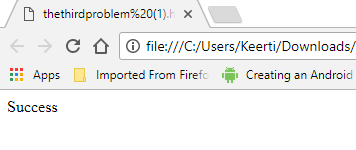 thethirdproblem%20(1).h
file:///C:/Users/Keerti/Downloads/
Apps Imported From Firefo Creating an Android
Success